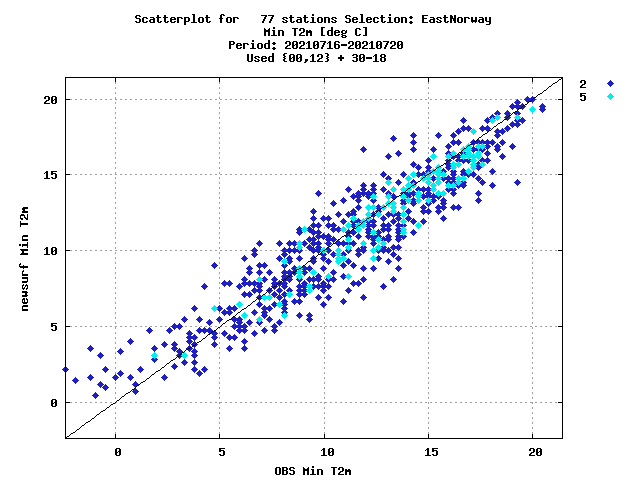 Scatterplot for   77 stations Selection: EastNorway
Min T2m [deg C]
Period: 20210716-20210720
Used {00,12} + 30-18
2
5
20
15
10
5
0
newsurf Min T2m
0 5 10 15 20
OBS Min T2m